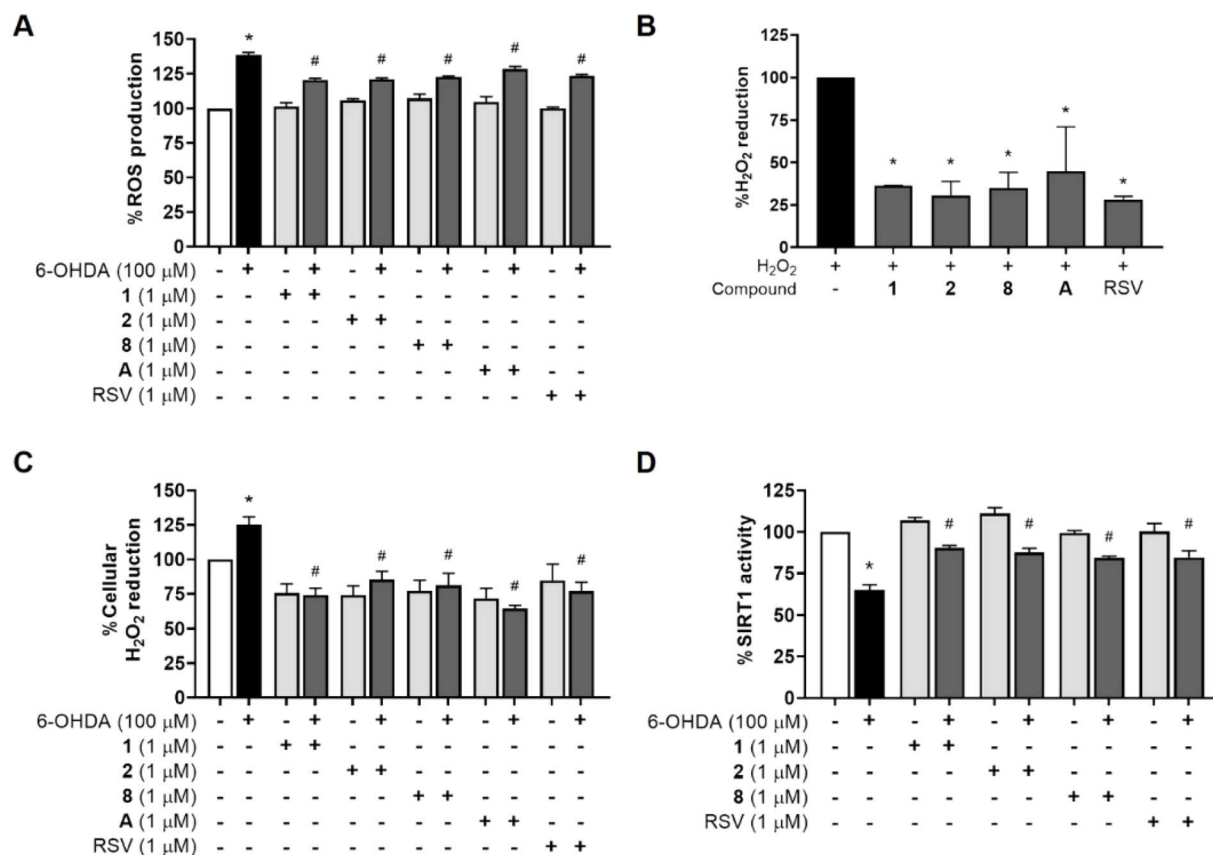 A
% ROS production
150
125
100
75
50
25
0
* # # # # #
6-OHDA (100 μM) - + - + - + - + - + - +
1 (1 μM) - - + + - - - - - - - -
2 (1 μM) - - - - + + - - - - - -
8 (1 μM) - - - - - - + + - - - -
A (1 μM) - - - - - - - - + + - -
RSV (1 μM) - - - - - - - - - - + +
B
%H₂O₂ reduction
125
100
75
50
25
0
* * * * *
H₂O₂ + + + + + +
Compound - 1 2 8 A RSV
C
% Cellular
H₂O₂ reduction
150
125
100
75
50
25
0
* # # # # #
6-OHDA (100 μM) - + - + - + - + - + - +
1 (1 μM) - - + + - - - - - - - -
2 (1 μM) - - - - + + - - - - - -
8 (1 μM) - - - - - - + + - - - -
A (1 μM) - - - - - - - - + + - -
RSV (1 μM) - - - - - - - - - - + +
D
% SIRT1 activity
125
100
75
50
25
0
* # # # #
6-OHDA (100 μM) - + - + - + - + - +
1 (1 μM) - - + + - - - - - -
2 (1 μM) - - - - + + - - - -
8 (1 μM) - - - - - - + + - -
RSV (1 μM) - - - - - - - - + +